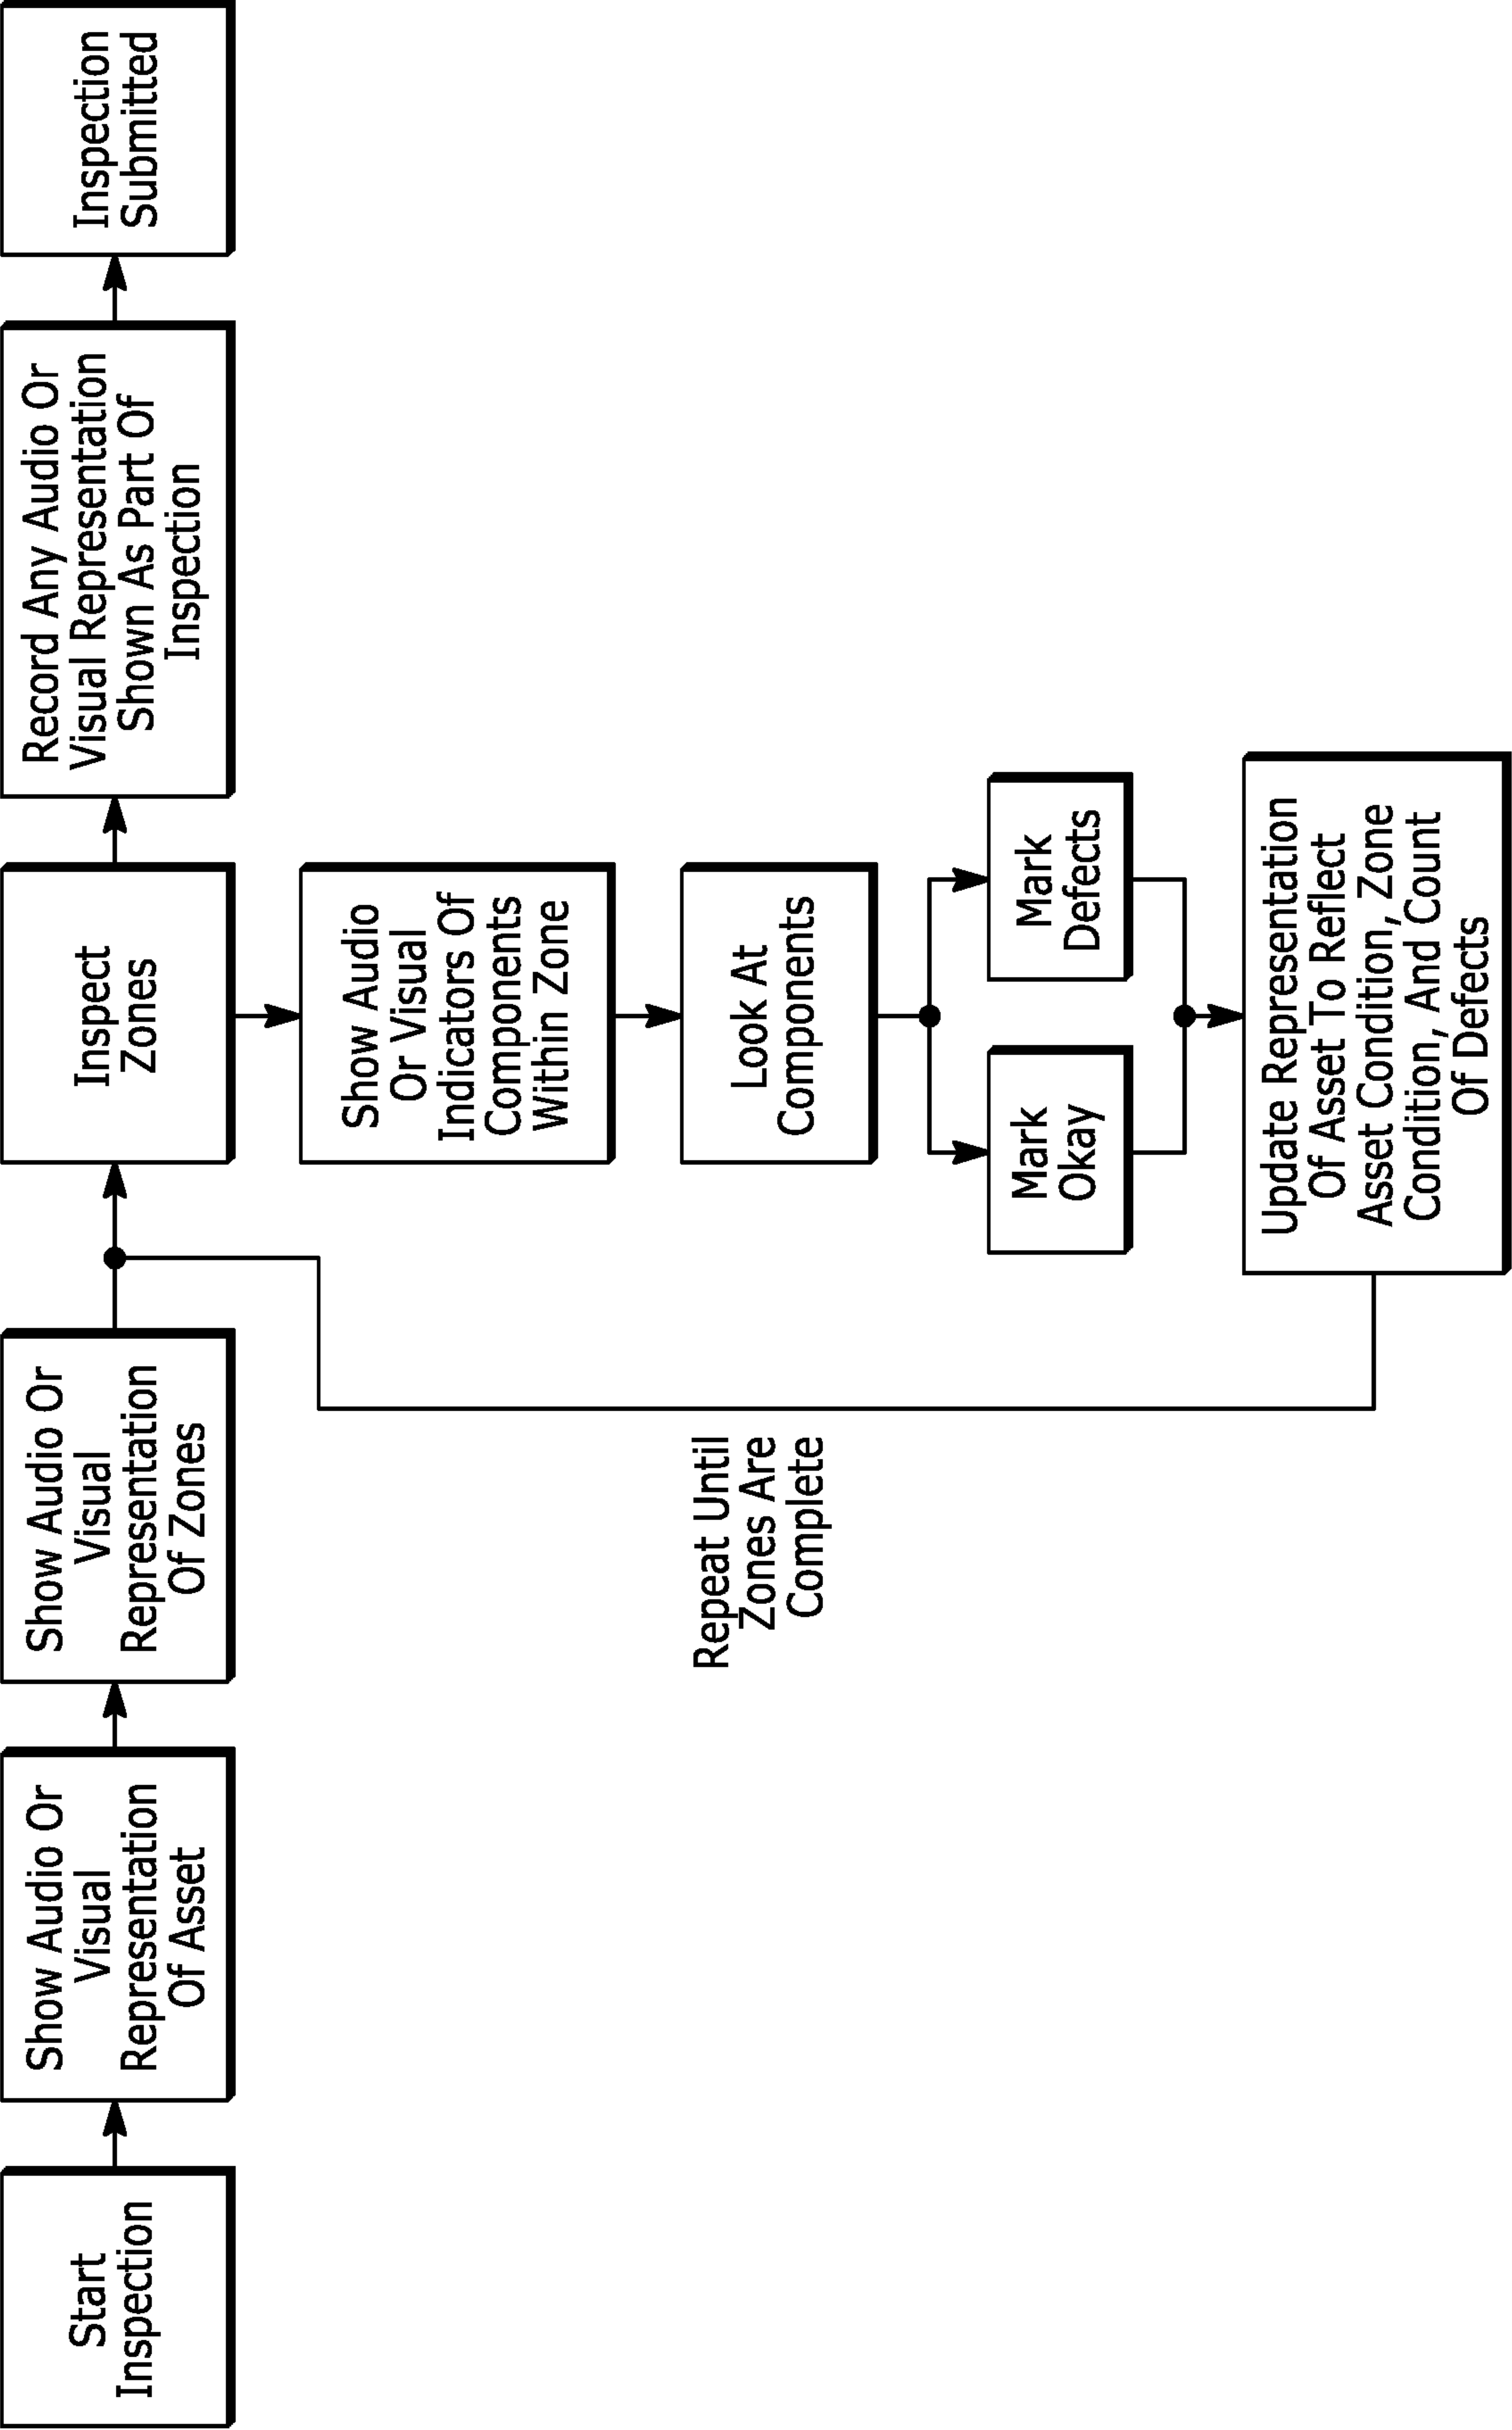 Start
Inspection
Show Audio Or
Visual
Representation
Of Asset
Show Audio Or
Visual
Representation
Of Zones
Inspect
Zones
Record Any Audio Or
Visual Representation
Shown As Part Of
Inspection
Inspection
Submitted
Show Audio
Or Visual
Indicators Of
Components
Within Zone
Look At
Components
Mark
Okay
Mark
Defects
Update Representation
Of Asset To Reflect
Asset Condition, Zone
Condition, And Count
Of Defects
Repeat Until
Zones Are
Complete